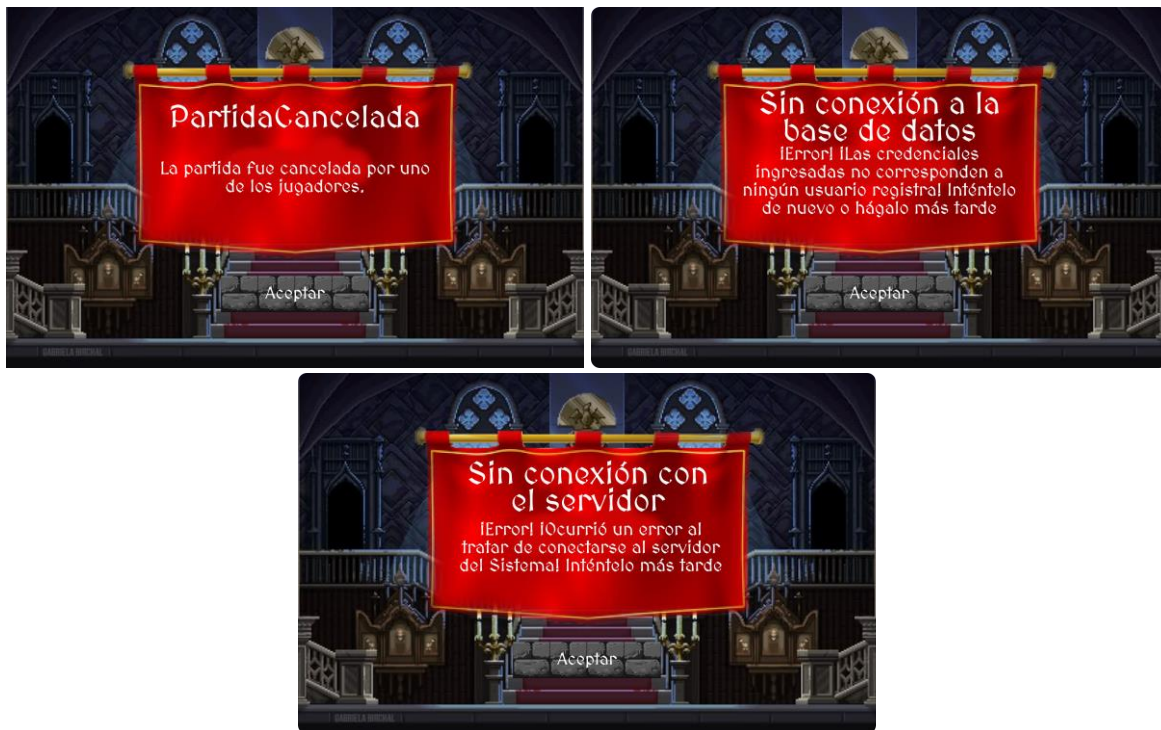 PartidaCancelada
La partida fue cancelada por uno
de los jugadores.
Aceptar
Sin conexión a la
base de datos
¡Error! ¡Las credenciales
ingresadas no corresponden a
ningún usuario registra! Inténtelo
de nuevo o hágalo más tarde
Aceptar
Sin conexión con
el servidor
¡Error! ¡Ocurrió un error al
tratar de conectarse al servidor
del Sistema! Inténtelo más tarde
Aceptar